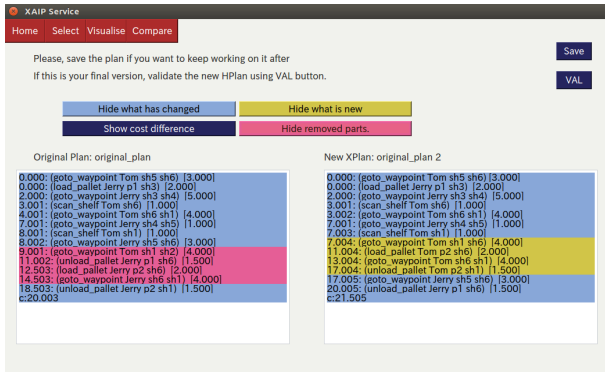 XAIP Service
Home Select Visualise Compare
Please, save the plan if you want to keep working on it after
If this is your final version, validate the new HPlan using VAL button.
Save
VAL
Hide what has changed
Hide what is new
Show cost difference
Hide removed parts.
Original Plan: original_plan
0.000: (goto_waypoint Tom sh5 sh6) [3.000]
0.000: (load_pallet Jerry p1 sh3) [2.000]
2.000: (goto_waypoint Jerry sh3 sh4) [5.000]
3.001: (scan_shelf Tom sh6) [1.000]
4.001: (goto_waypoint Tom sh6 sh1) [4.000]
7.001: (goto_waypoint Jerry sh4 sh5) [1.000]
8.001: (scan_shelf Tom sh1) [1.000]
8.002: (goto_waypoint Jerry sh5 sh6) [3.000]
9.001: (goto_waypoint Tom sh1 sh2) [4.000]
11.002: (unload_pallet Jerry p1 sh6) [1.500]
12.503: (load_pallet Jerry p2 sh6) [2.000]
14.503: (goto_waypoint Jerry sh6 sh1) [4.000]
18.503: (unload_pallet Jerry p2 sh1) [1.500]
c:20.003
New XPlan: original_plan 2
0.000: (goto_waypoint Tom sh5 sh6) [3.000]
0.000: (load_pallet Jerry p1 sh3) [2.000]
2.000: (goto_waypoint Jerry sh3 sh4) [5.000]
3.001: (scan_shelf Tom sh6) [1.000]
3.002: (goto_waypoint Tom sh6 sh1) [4.000]
7.001: (goto_waypoint Jerry sh4 sh5) [1.000]
7.003: (scan_shelf Tom sh1) [1.000]
7.004: (goto_waypoint Tom sh1 sh6) [4.000]
11.004: (load_pallet Tom p2 sh6) [2.000]
13.004: (goto_waypoint Tom sh6 sh1) [4.000]
17.004: (unload_pallet Tom p2 sh1) [1.500]
17.005: (goto_waypoint Jerry sh5 sh6) [3.000]
20.005: (unload_pallet Jerry p1 sh6) [1.500]
c:21.505